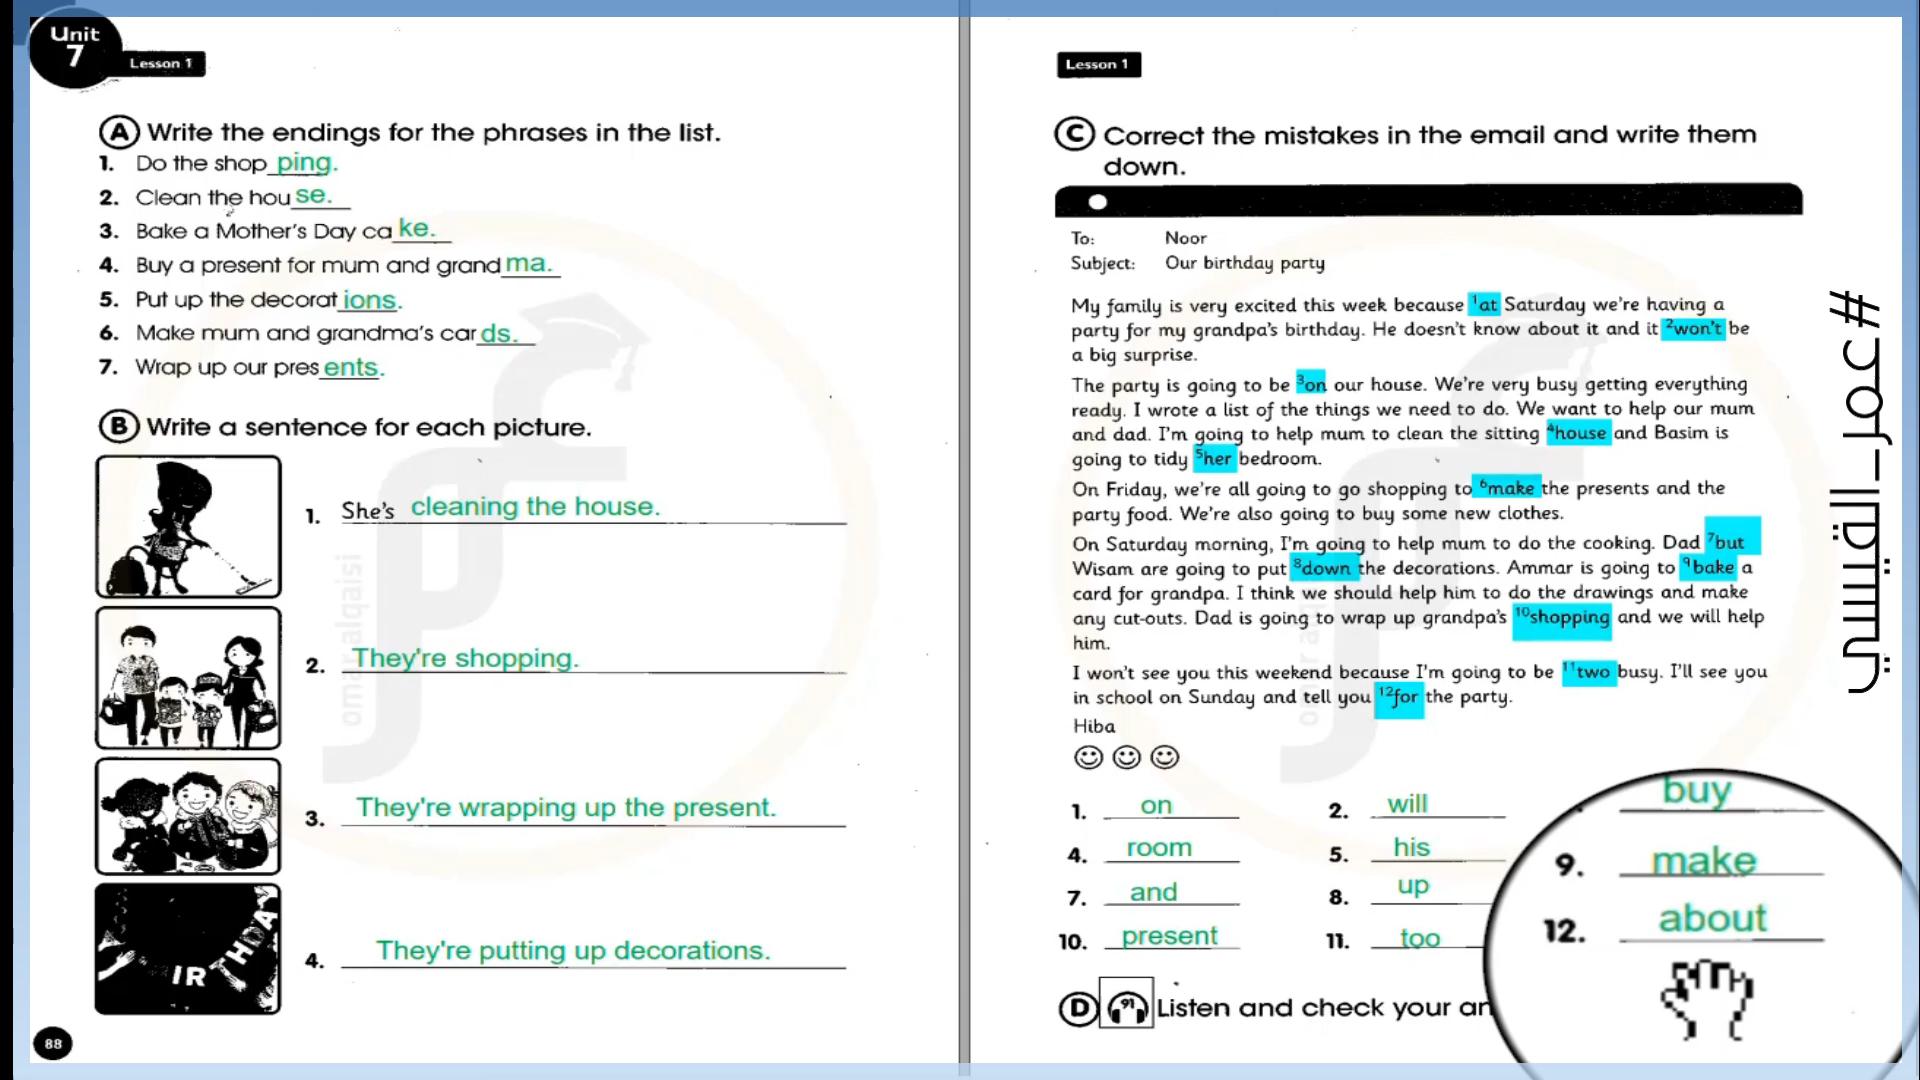 Unit
7
Lesson 1
A Write the endings for the phrases in the list.
1. Do the shop ping.
2. Clean the hou se.
3. Bake a Mother's Day ca ke.
4. Buy a present for mum and grand ma.
5. Put up the decorat ions.
6. Make mum and grandma's car ds.
7. Wrap up our pres ents.
B Write a sentence for each picture.
1. She's cleaning the house.
2. They're shopping.
3. They're wrapping up the present.
IRTHDAY
4. They're putting up decorations.
88
omaralqaisi
Lesson 1
C Correct the mistakes in the email and write them
down.
To: Noor
Subject: Our birthday party
My family is very excited this week because ¹at Saturday we're having a
party for my grandpa's birthday. He doesn't know about it and it ²won't be
a big surprise.
The party is going to be ³on our house. We're very busy getting everything
ready. I wrote a list of the things we need to do. We want to help our mum
and dad. I'm going to help mum to clean the sitting ⁴house and Basim is
going to tidy ⁵her bedroom.
On Friday, we're all going to go shopping to ⁶make the presents and the
party food. We're also going to buy some new clothes.
On Saturday morning, I'm going to help mum to do the cooking. Dad ⁷but
Wisam are going to put ⁸down the decorations. Ammar is going to ⁹bake a
card for grandpa. I think we should help him to do the drawings and make
any cut-outs. Dad is going to wrap up grandpa's ¹⁰shopping and we will help
him.
I won't see you this weekend because I'm going to be ¹¹two busy. I'll see you
in school on Sunday and tell you ¹²for the party.
Hiba
1. on 2. will
buy
4. room 5. his
7. and 8. up 9. make
10. present 11. too 12. about
D 91 Listen and check your an